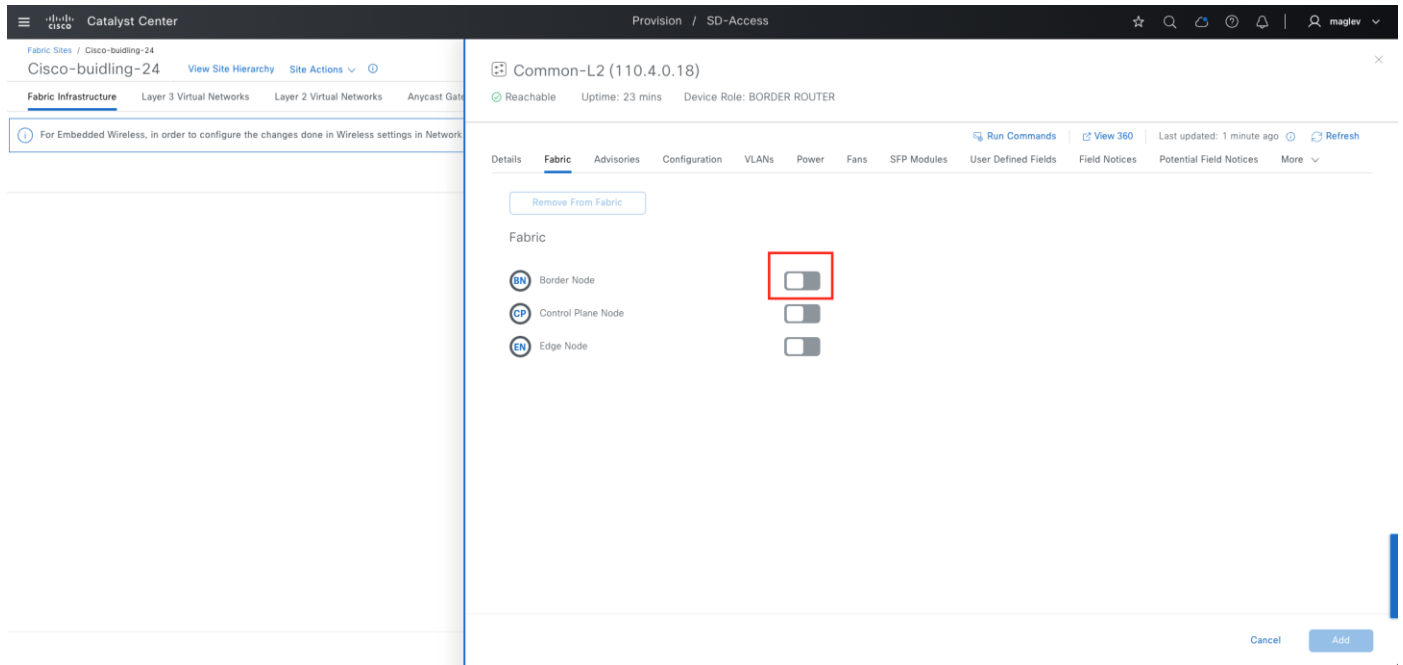 cisco
Catalyst Center
Provision / SD-Access
maglev
Fabric Sites / Cisco-buidling-24
Cisco-buidling-24 View Site Hierarchy Site Actions
Fabric Infrastructure Layer 3 Virtual Networks Layer 2 Virtual Networks Anycast Gate
For Embedded Wireless, in order to configure the changes done in Wireless settings in Network
Common-L2 (110.4.0.18)
Reachable Uptime: 23 mins Device Role: BORDER ROUTER
Run Commands View 360 Last updated: 1 minute ago Refresh
Details Fabric Advisories Configuration VLANs Power Fans SFP Modules User Defined Fields Field Notices Potential Field Notices More
Remove From Fabric
Fabric
BN Border Node
CP Control Plane Node
EN Edge Node
Cancel Add